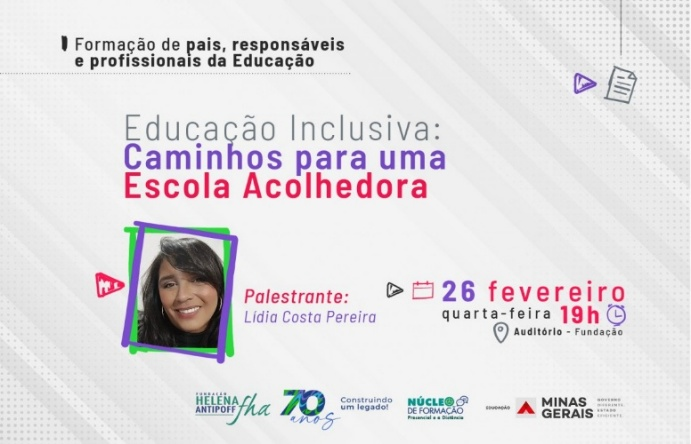 Formação de pais, responsáveis
e profissionais da Educação
Educação Inclusiva:
Caminhos para uma
Escola Acolhedora
Palestrante:
Lídia Costa Pereira
26 fevereiro
quarta-feira 19h
Auditório - Fundação
FUNDAÇÃO
HELENA
ANTIPOFF fha
70 anos
Construindo
um legado!
NÚCLEO
DE FORMAÇÃO
Presencial e a Distância
EDUCAÇÃO
MINAS
GERAIS
GOVERNO
DIFERENTE
ESTADO
EFICIENTE